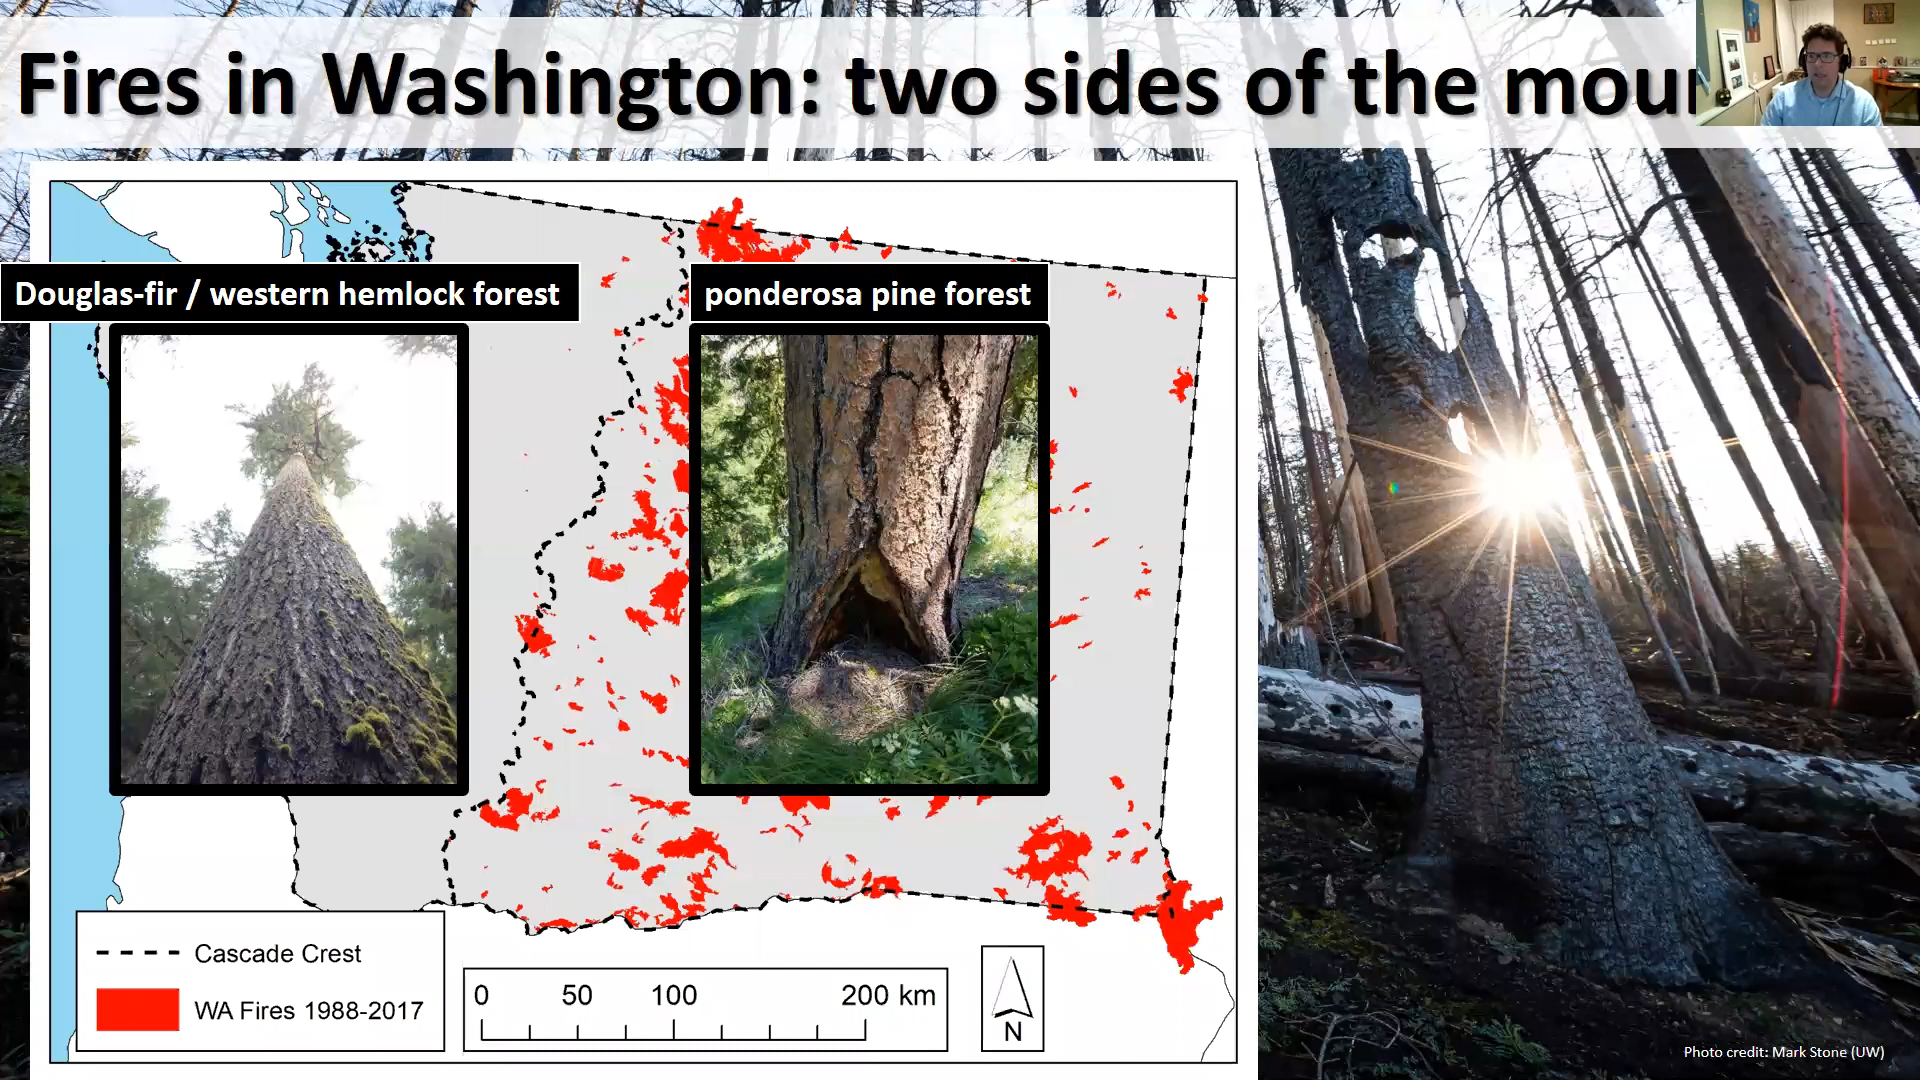 Fires in Washington: two sides of the moun
Douglas-fir / western hemlock forest
ponderosa pine forest
Cascade Crest
WA Fires 1988-2017
0 50 100 200 km
N
Photo credit: Mark Stone (UW)